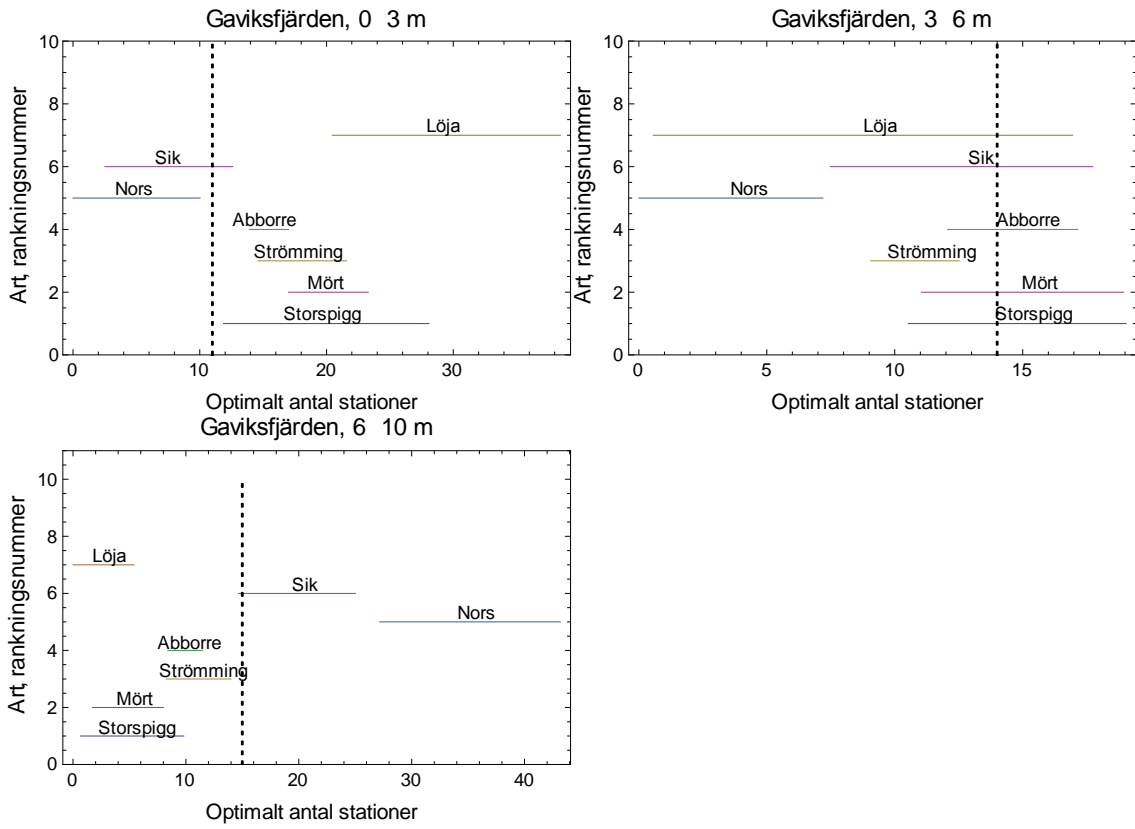 Gaviksfjärden, 0 3 m
10
8
6
4
2
0
Art, rankningsnummer
Löja
Sik
Nors
Abborre
Strömming
Mört
Storspigg
0 10 20 30
Optimalt antal stationer
Gaviksfjärden, 3 6 m
10
8
6
4
2
0
Art, rankningsnummer
Löja
Sik
Nors
Abborre
Strömming
Mört
Storspigg
0 5 10 15
Optimalt antal stationer
Gaviksfjärden, 6 10 m
10
8
6
4
2
0
Art, rankningsnummer
Löja
Sik
Nors
Abborre
Strömming
Mört
Storspigg
0 10 20 30 40
Optimalt antal stationer